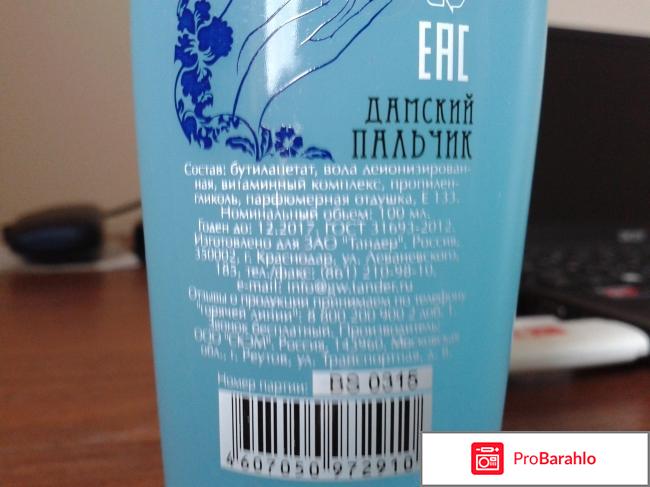 EAC
ДАМСКИЙ
ПАЛЬЧИК
Состав: бутилацетат, вода деионизирован-
ная, витаминный комплекс, пропилен-
гликоль, парфюмерная отдушка, Е 133.
Номинальный объем: 100 мл.
Годен до: 12.2017. ГОСТ 31693-2012.
Изготовлено для ЗАО "Тандер". Россия,
350002, г. Краснодар, ул. Леваневского,
185, тел./факс: (861) 210-98-10,
e-mail: info@gw.tander.ru
Отзывы о продукции принимаем по телефону
"горячей линии": 8 800 200 900 2 доб. 1
Звонок бесплатный. Производитель:
ООО "СЭМ", Россия, 143960, Московская
обл., г. Реутов, ул. Транспортная, д. 8.
Номер партии: BS 0315
4 607050 972910
ProBarahlo